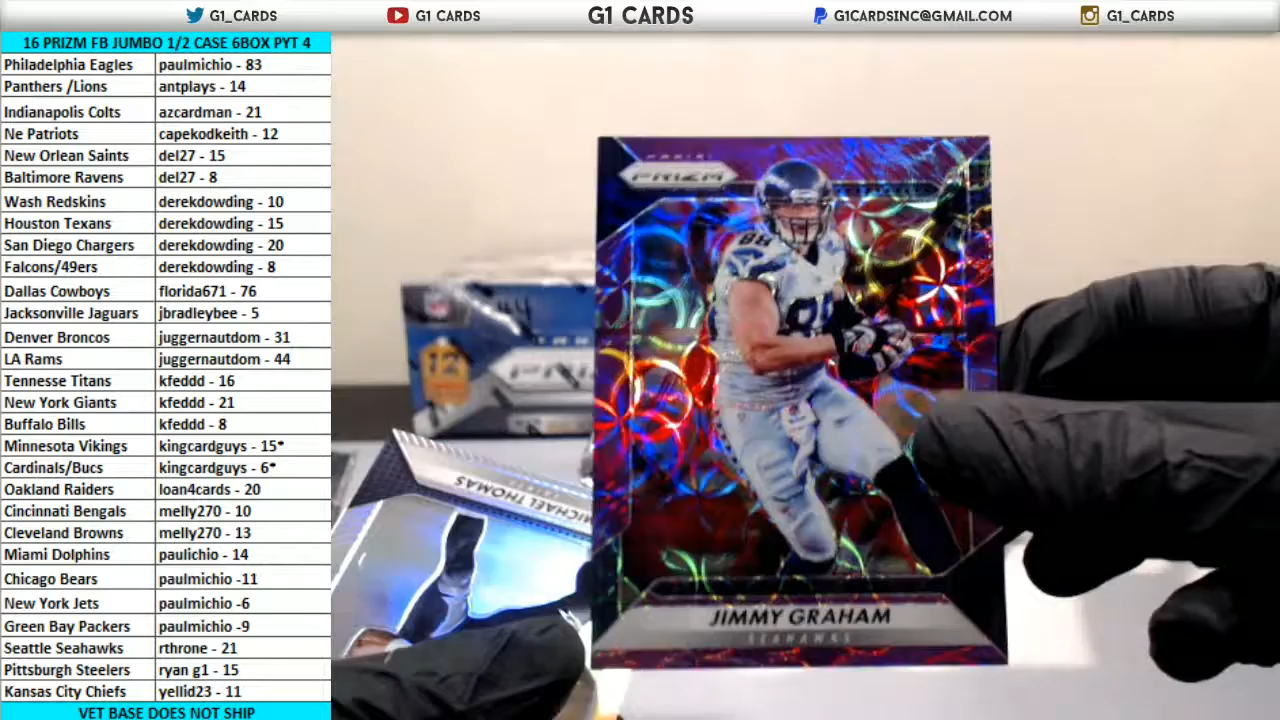 G1_CARDS
G1 CARDS
G1 CARDS
G1CARDSINC@GMAIL.COM
G1_CARDS
16 PRIZM FB JUMBO 1/2 CASE 6BOX PYT 4
Philadelphia Eagles paulmichio - 83
Panthers /Lions antplays - 14
Indianapolis Colts azcardman - 21
Ne Patriots capekodkeith - 12
New Orlean Saints del27 - 15
Baltimore Ravens del27 - 8
Wash Redskins derekdowding - 10
Houston Texans derekdowding - 15
San Diego Chargers derekdowding - 20
Falcons/49ers derekdowding - 8
Dallas Cowboys florida671 - 76
Jacksonville Jaguars jbradleybee - 5
Denver Broncos juggernautdom - 31
LA Rams juggernautdom - 44
Tennesse Titans kfeddd - 16
New York Giants kfeddd - 21
Buffalo Bills kfeddd - 8
Minnesota Vikings kingcardguys - 15*
Cardinals/Bucs kingcardguys - 6*
Oakland Raiders loan4cards - 20
Cincinnati Bengals melly270 - 10
Cleveland Browns melly270 - 13
Miami Dolphins paulichio - 14
Chicago Bears paulmichio -11
New York Jets paulmichio -6
Green Bay Packers paulmichio -9
Seattle Seahawks rthrone - 21
Pittsburgh Steelers ryan g1 - 15
Kansas City Chiefs yellid23 - 11
VET BASE DOES NOT SHIP
PANINI
PRIZM
88
JIMMY GRAHAM
SEAHAWKS
MICHAEL THOMAS
12